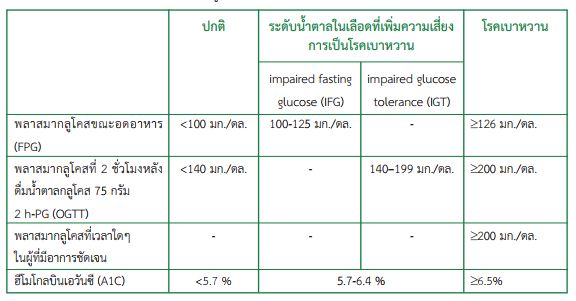 ปกติ ระดับน้ำตาลในเลือดที่เพิ่มความเสี่ยง โรคเบาหวาน
การเป็นโรคเบาหวาน
impaired fasting impaired glucose
glucose (IFG) tolerance (IGT)
พลาสมากลูโคสขณะอดอาหาร <100 มก./ดล. 100-125 มก./ดล. - ≥126 มก./ดล.
(FPG)
พลาสมากลูโคสที่ 2 ชั่วโมงหลัง <140 มก./ดล. - 140–199 มก./ดล. ≥200 มก./ดล.
ดื่มน้ำตาลกลูโคส 75 กรัม
2 h-PG (OGTT)
พลาสมากลูโคสที่เวลาใดๆ - - - ≥200 มก./ดล.
ในผู้ที่มีอาการชัดเจน
ฮีโมโกลบินเอวันซี (A1C) <5.7 % 5.7-6.4 % ≥6.5%